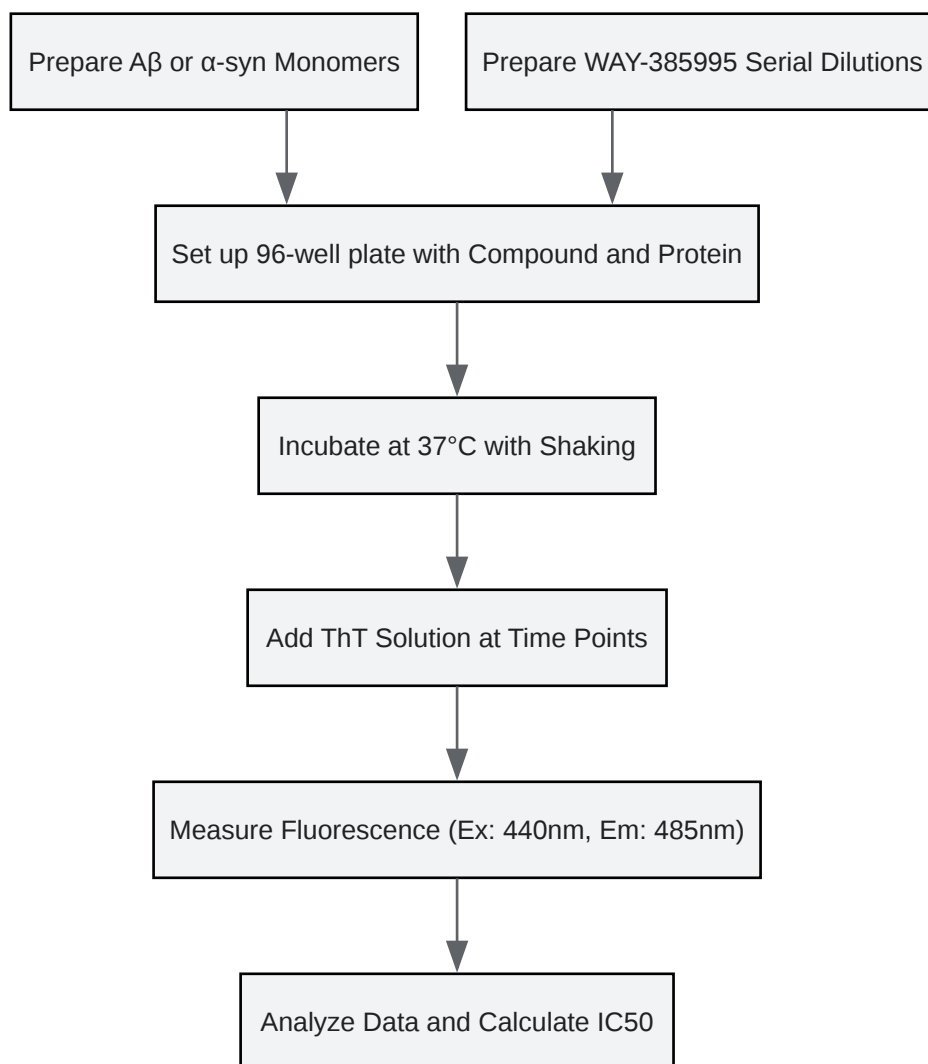 Prepare Aβ or α-syn Monomers
Prepare WAY-385995 Serial Dilutions
Set up 96-well plate with Compound and Protein
Incubate at 37°C with Shaking
Add ThT Solution at Time Points
Measure Fluorescence (Ex: 440nm, Em: 485nm)
Analyze Data and Calculate IC50